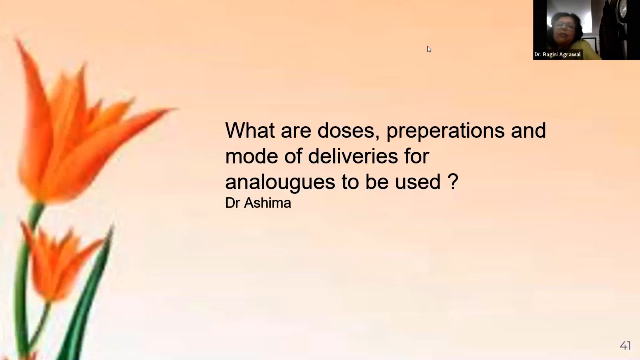 Dr. Ragini Agrawal
What are doses, preperations and
mode of deliveries for
analougues to be used ?
Dr Ashima
41